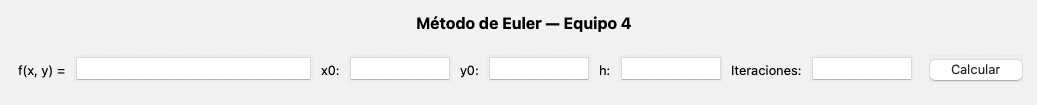 Método de Euler — Equipo 4
f(x, y) = x0: y0: h: Iteraciones: Calcular